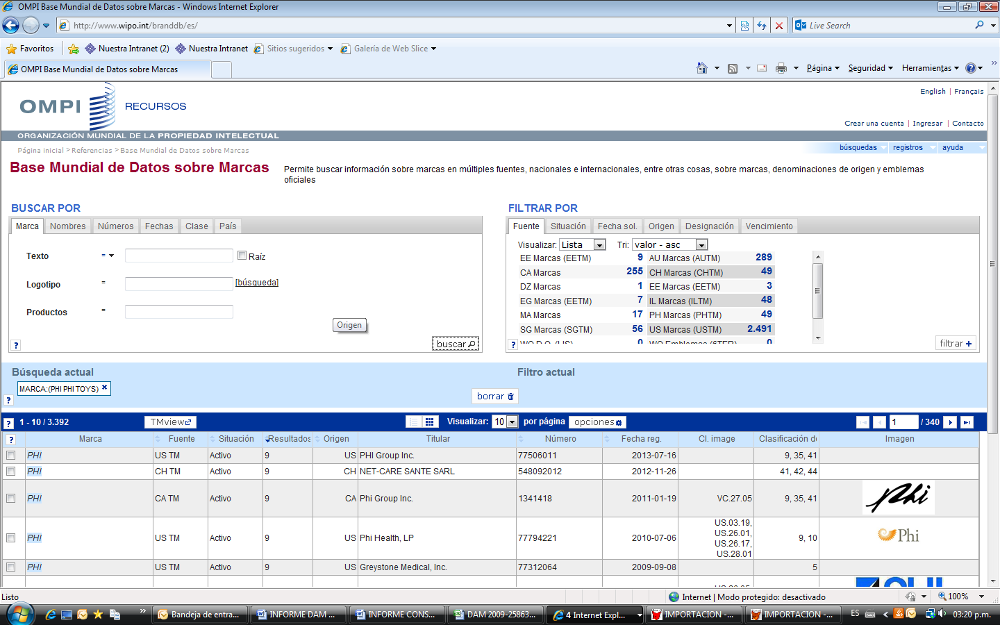 OMPI Base Mundial de Datos sobre Marcas - Windows Internet Explorer
http://www.wipo.int/branddb/es/
Live Search
Favoritos Nuestra Intranet (2) Nuestra Intranet Sitios sugeridos Galería de Web Slice
OMPI Base Mundial de Datos sobre Marcas
Página Seguridad Herramientas
English | Français
OMPI RECURSOS
Crear una cuenta | Ingresar | Contacto
ORGANIZACIÓN MUNDIAL DE LA PROPIEDAD INTELECTUAL
Página inicial > Referencias > Base Mundial de Datos sobre Marcas
búsquedas registros ayuda
Base Mundial de Datos sobre Marcas
Permite buscar información sobre marcas en múltiples fuentes, nacionales e internacionales, entre otras cosas, sobre marcas, denominaciones de origen y emblemas
oficiales
BUSCAR POR
Marca Nombres Números Fechas Clase País
Texto = Raíz
Logotipo = [búsqueda]
Productos =
Origen
? buscar
FILTRAR POR
Fuente Situación Fecha sol. Origen Designación Vencimiento
Visualizar: Lista Tri: valor - asc
EE Marcas (EETM) 9 AU Marcas (AUTM) 289
CA Marcas 255 CH Marcas (CHTM) 49
DZ Marcas 1 EE Marcas (EETM) 3
EG Marcas (EETM) 7 IL Marcas (ILTM) 48
MA Marcas 17 PH Marcas (PHTM) 49
SG Marcas (SGTM) 56 US Marcas (USTM) 2.491
WO D.O. (LIS) 0 WO Emblemas (6TER) 0
? filtrar +
Búsqueda actual Filtro actual
MARCA:(PHI PHI TOYS)
? borrar
? 1 - 10 / 3.392 TMview Visualizar: 10 por página opciones 1 / 340
? Marca Fuente Situación Resultados Origen Titular Número Fecha reg. Cl. image Clasificación de Imagen
PHI US TM Activo 9 US PHI Group Inc. 77506011 2013-07-16 9, 35, 41
PHI CH TM Activo 9 CH NET-CARE SANTE SARL 548092012 2012-11-26 41, 42, 44
PHI CA TM Activo 9 CA Phi Group Inc. 1341418 2011-01-19 VC.27.05 9, 35, 41 phi
PHI US TM Activo 9 US Phi Health, LP 77794221 2010-07-06 US.03.19,
US.26.01,
US.26.17,
US.28.01 9, 10 Phi
PHI US TM Activo 9 US Greystone Medical, Inc. 77312064 2009-09-08 5
Listo Internet | Modo protegido: desactivado 100%
Bandeja de entra... INFORME DAM ... INFORME CONS... DAM 2009-25863... 4 Internet Expl... IMPORTACION -... IMPORTACION -... ES 03:20 p.m.